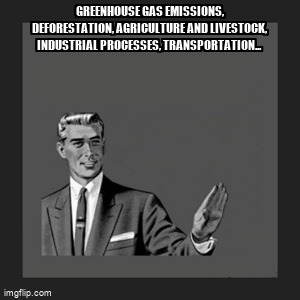 GREENHOUSE GAS EMISSIONS,
DEFORESTATION, AGRICULTURE AND LIVESTOCK,
INDUSTRIAL PROCESSES, TRANSPORTATION...
imgflip.com